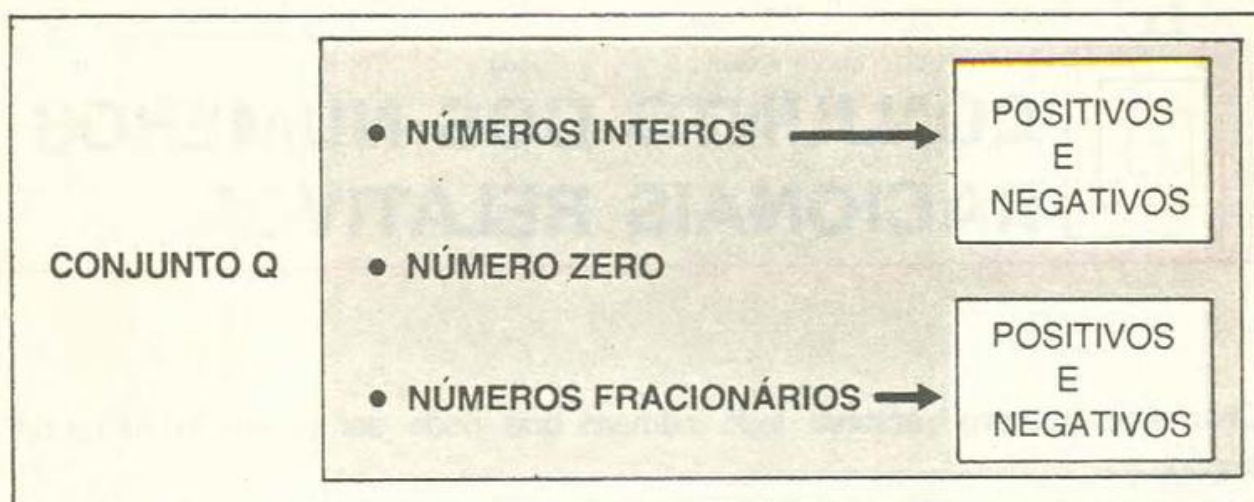 • NÚMEROS INTEIROS
POSITIVOS
E
NEGATIVOS
CONJUNTO Q
• NÚMERO ZERO
• NÚMEROS FRACIONÁRIOS
POSITIVOS
E
NEGATIVOS